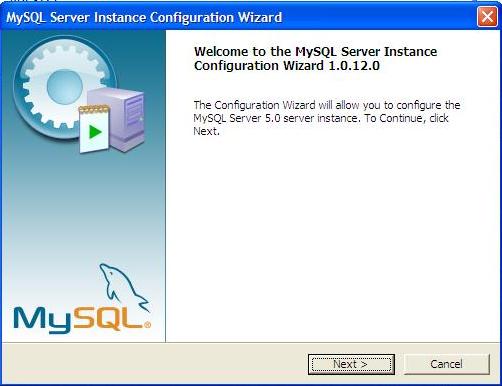 MySQL Server Instance Configuration Wizard
Welcome to the MySQL Server Instance
Configuration Wizard 1.0.12.0
The Configuration Wizard will allow you to configure the
MySQL Server 5.0 server instance. To Continue, click
Next.
MySQL®
Next >
Cancel